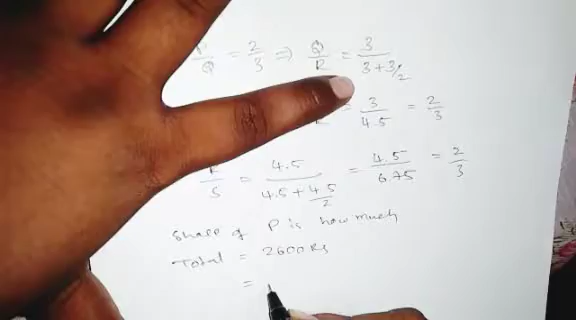 P/Q = 2/3 ⇒ Q/R = 3/(3+3/2)
= 3/4.5 = 2/3
R/S = 4.5/(4.5+4.5/2) = 4.5/6.75 = 2/3
Share of P is how much
Total = 2600 Rs
=